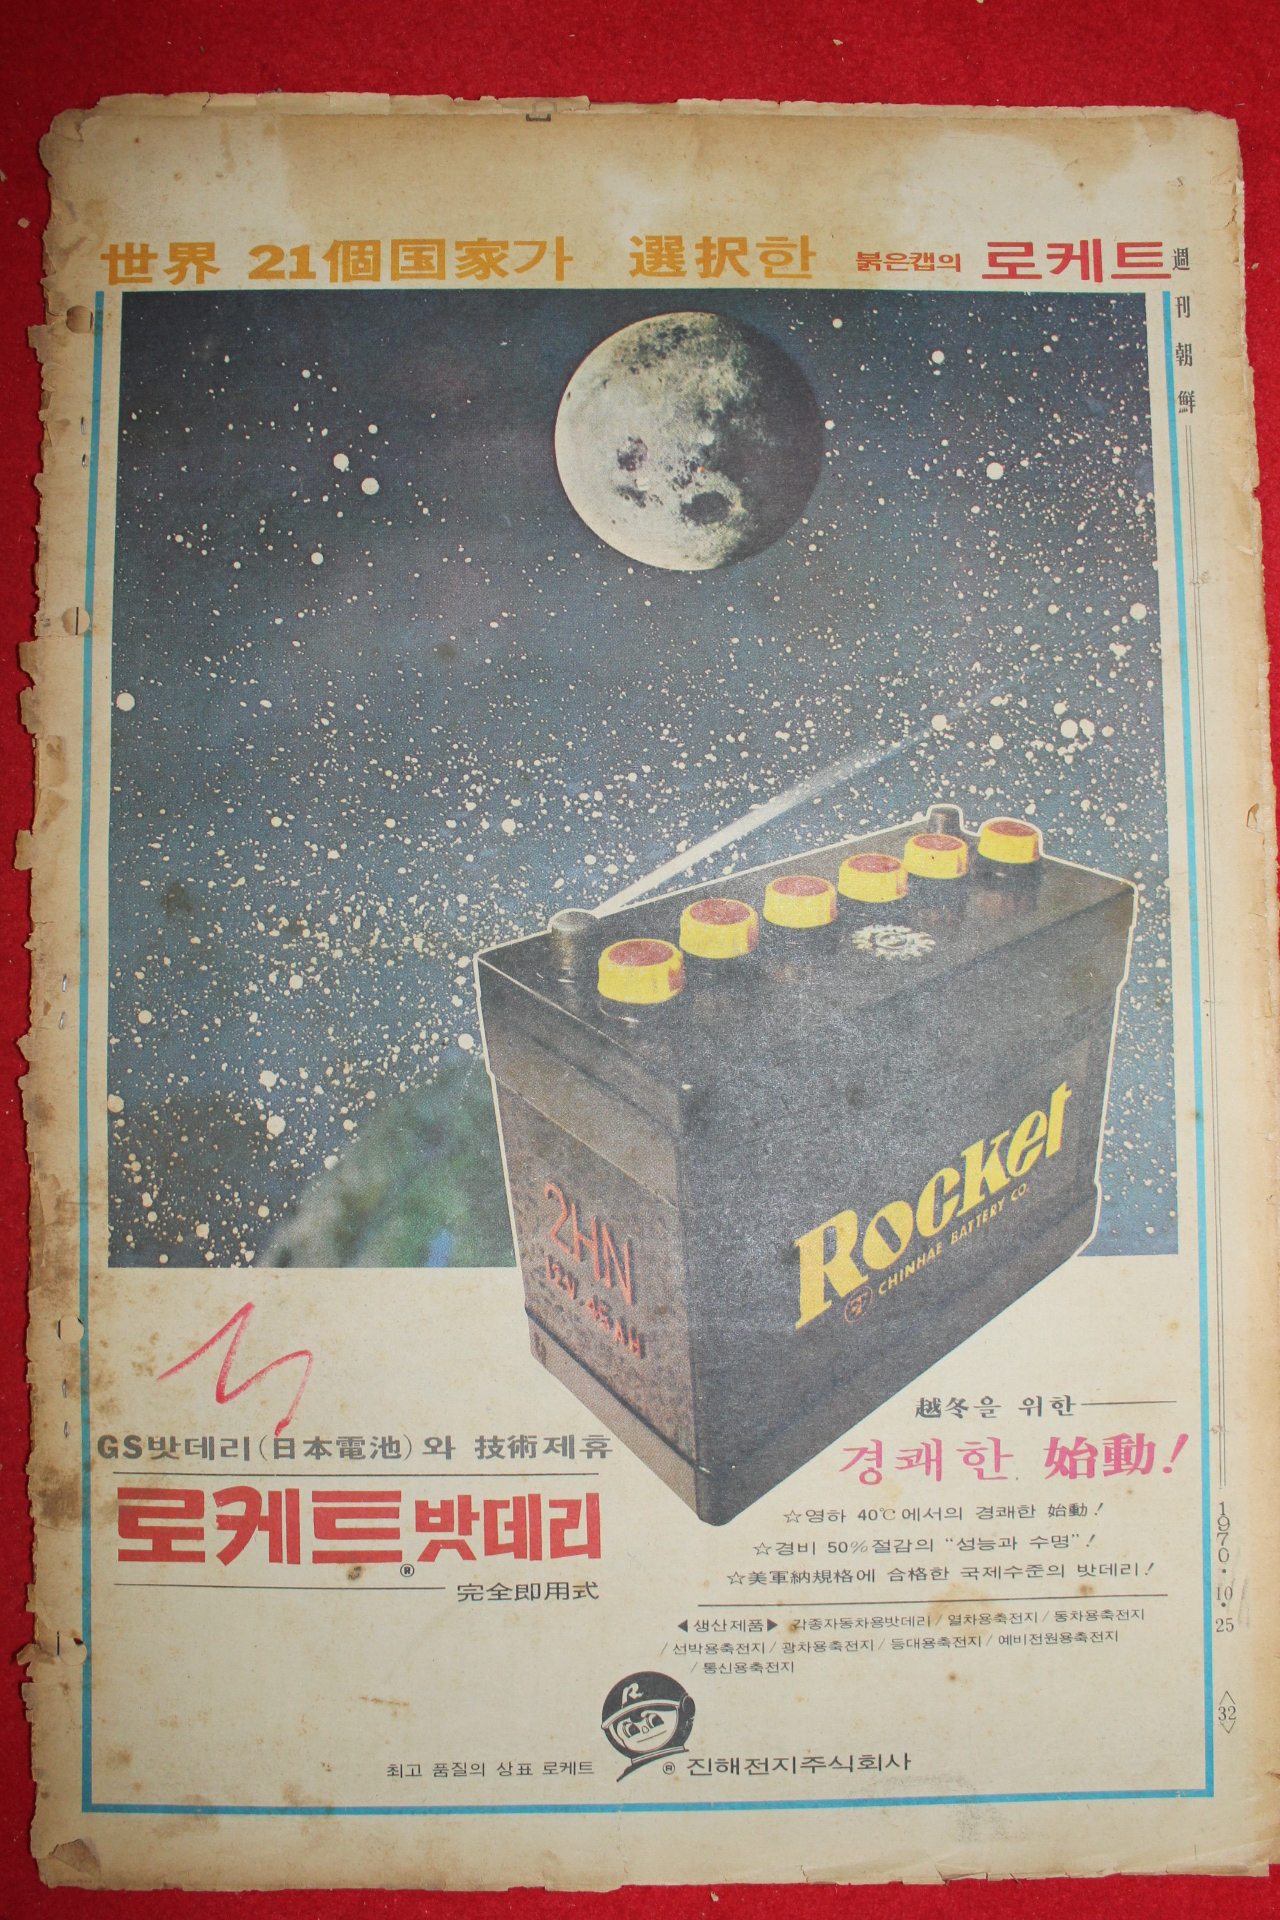 世界 21個国家가 選択한 붉은캡의 로케트
週刊朝鮮
Rocket
CHINHAE BATTERY CO.
2HN
12V 45AH
GS밧데리(日本電池)와 技術제휴
로케트밧데리
®
完全即用式
越冬을 위한
경쾌한 始動!
☆영하 40℃에서의 경쾌한 始動!
☆경비 50%절감의 “성능과 수명”!
☆美軍納規格에 合格한 국제수준의 밧데리!
◀생산제품▶ 각종자동차용밧데리/열차용축전지/동차용축전지
/선박용축전지/광차용축전지/등대용축전지/예비전원용축전지
/통신용축전지
R
최고 품질의 상표 로케트 ® 진해전지주식회사
1970·10·25
〈32〉